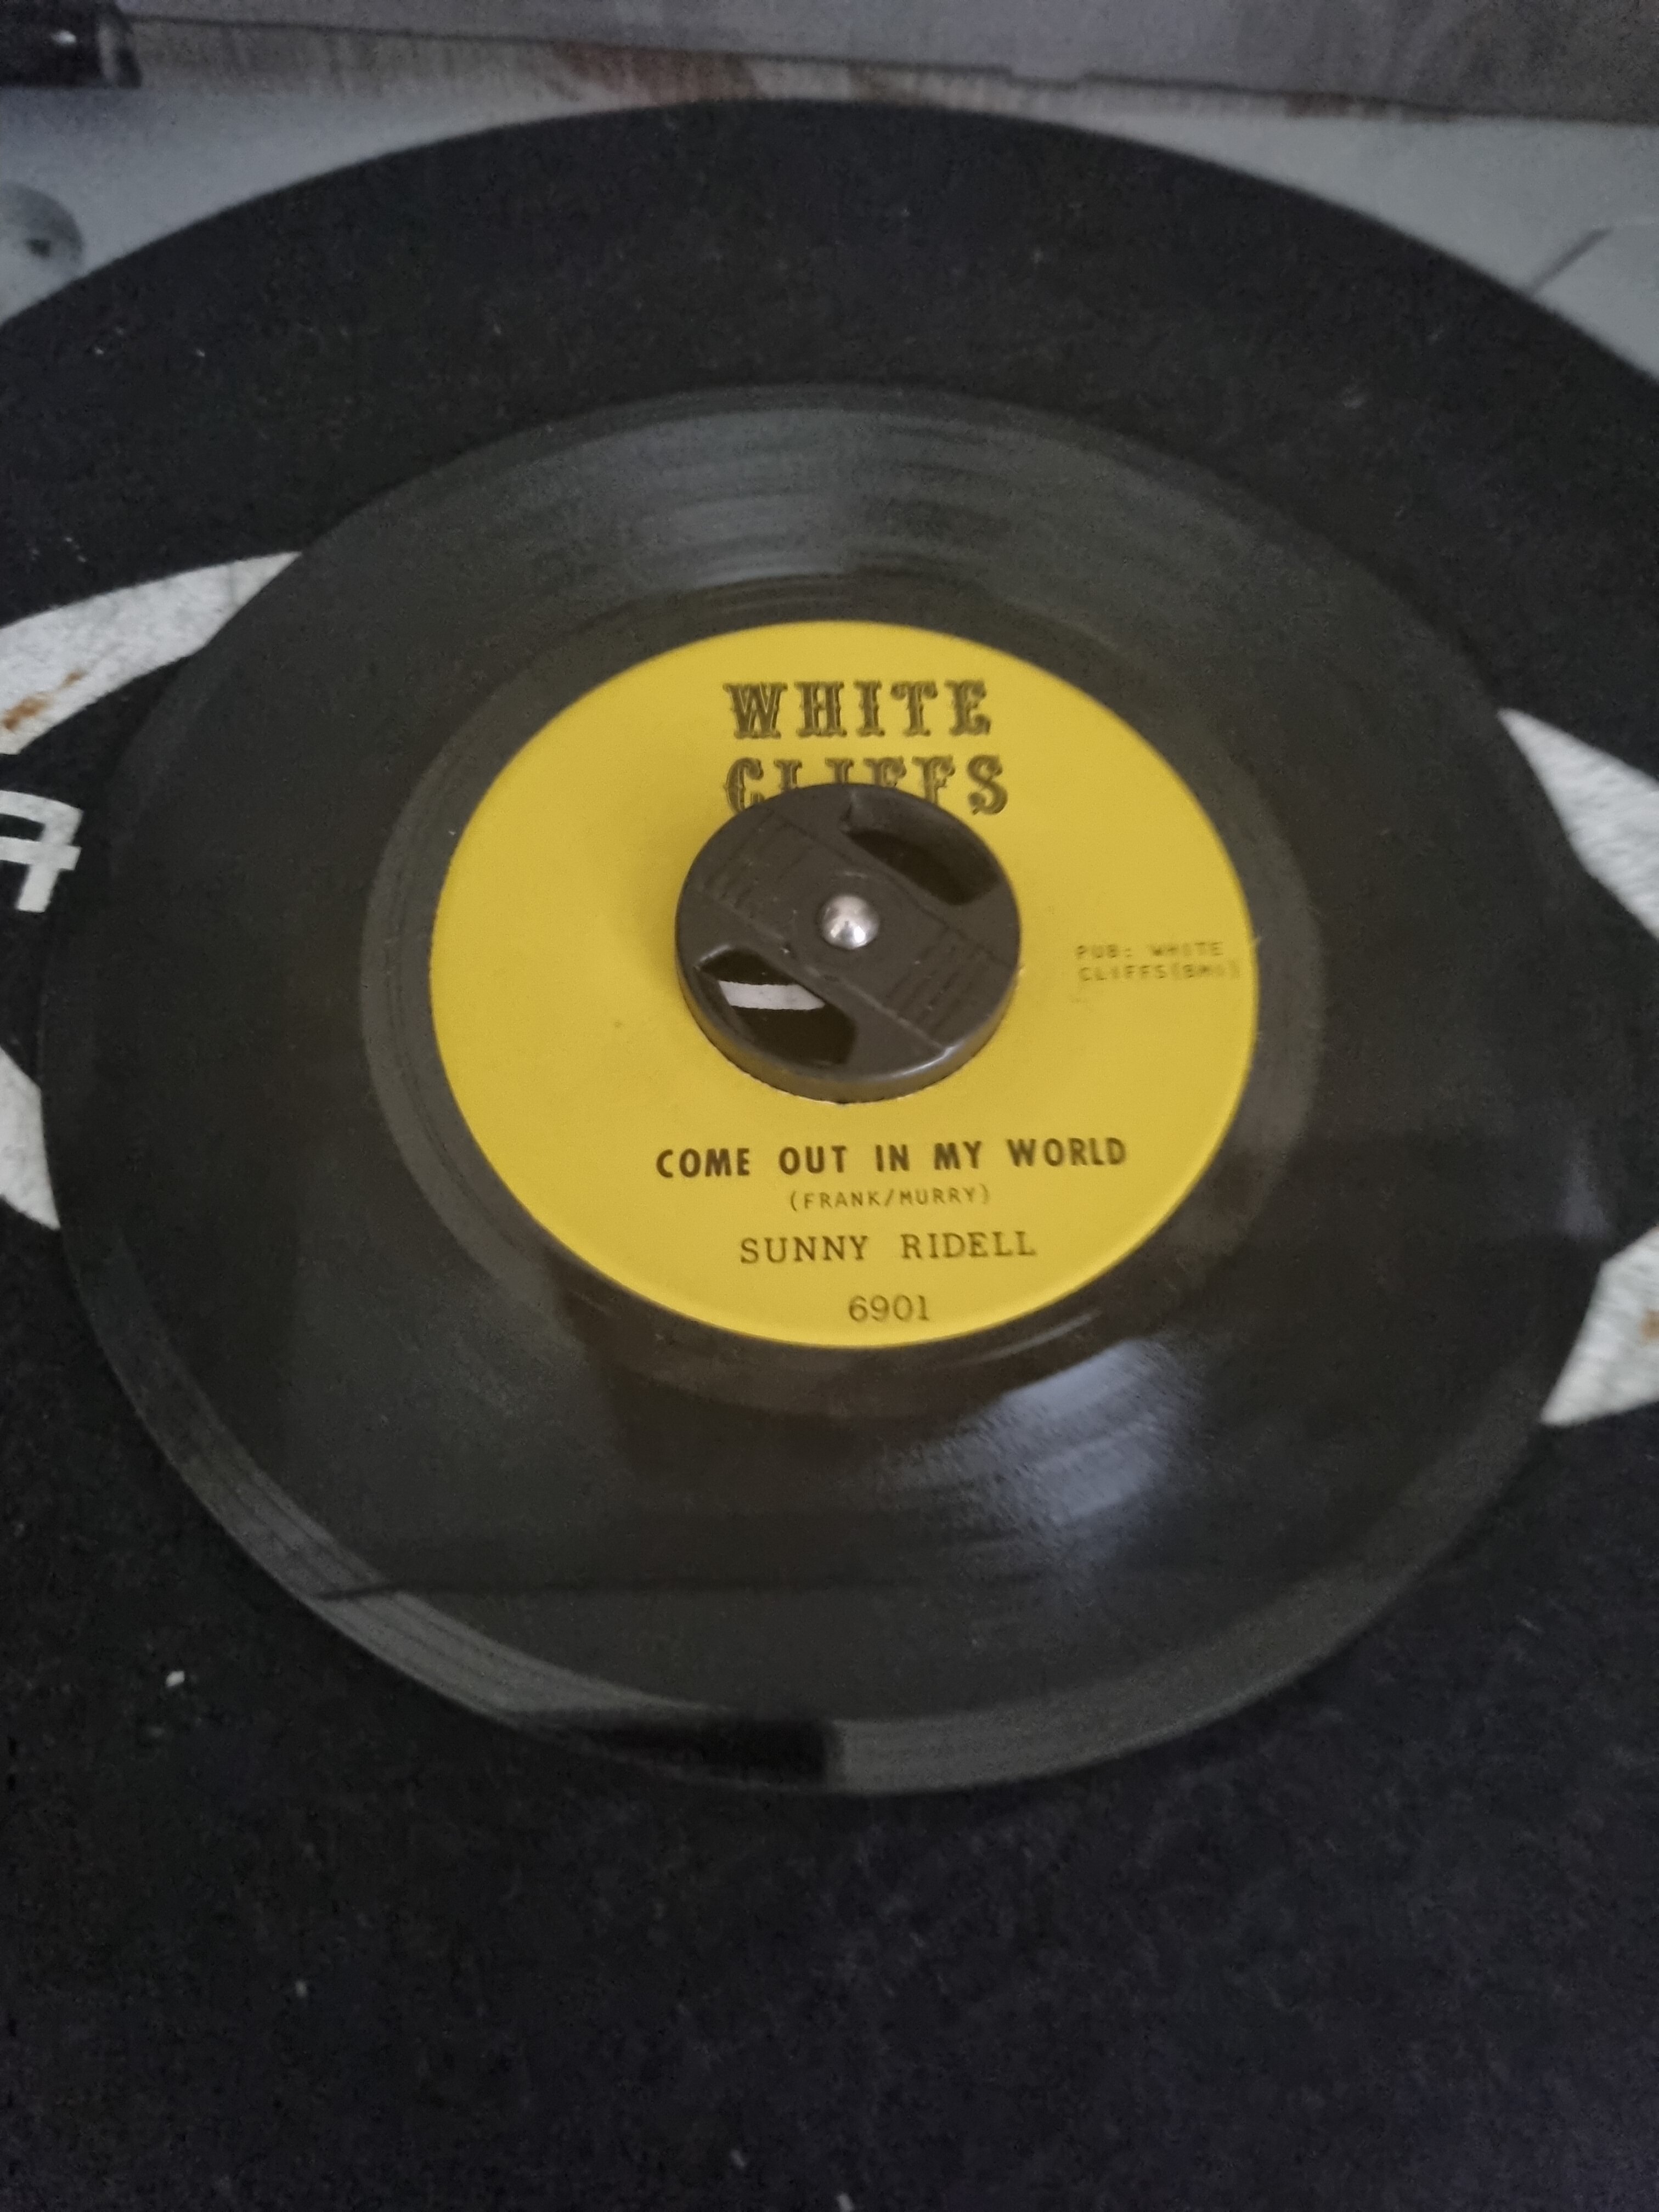 WHITE
CLIFFS
PUB: WHITE
CLIFFS(BMI)
COME OUT IN MY WORLD
(FRANK/MURRY)
SUNNY RIDELL
6901